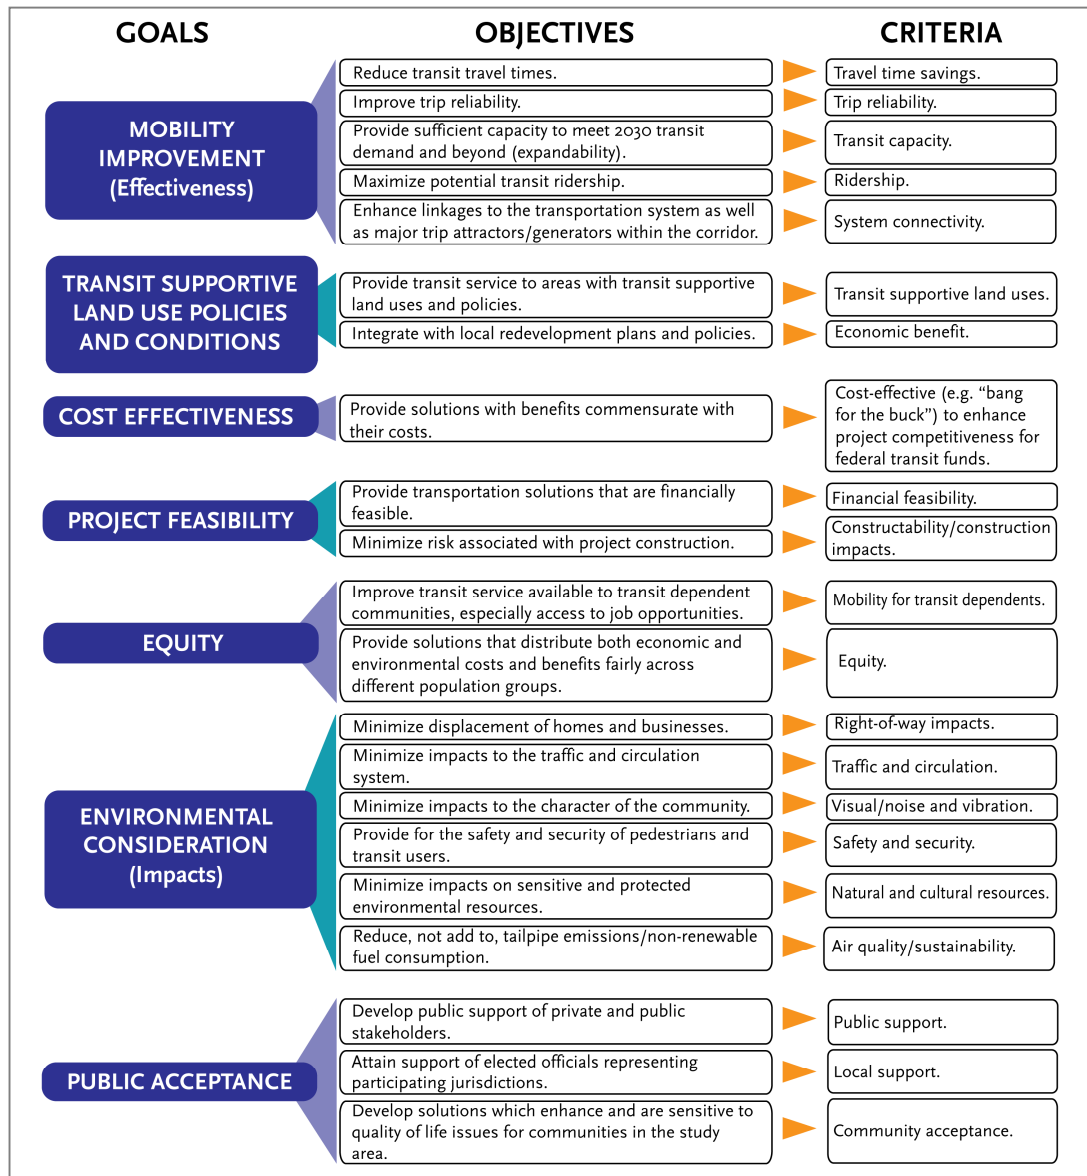 GOALS
OBJECTIVES
CRITERIA
MOBILITY
IMPROVEMENT
(Effectiveness)
Reduce transit travel times.
Travel time savings.
Improve trip reliability.
Trip reliability.
Provide sufficient capacity to meet 2030 transit
demand and beyond (expandability).
Transit capacity.
Maximize potential transit ridership.
Ridership.
Enhance linkages to the transportation system as well
as major trip attractors/generators within the corridor.
System connectivity.
TRANSIT SUPPORTIVE
LAND USE POLICIES
AND CONDITIONS
Provide transit service to areas with transit supportive
land uses and policies.
Transit supportive land uses.
Integrate with local redevelopment plans and policies.
Economic benefit.
COST EFFECTIVENESS
Provide solutions with benefits commensurate with
their costs.
Cost-effective (e.g. “bang
for the buck”) to enhance
project competitiveness for
federal transit funds.
PROJECT FEASIBILITY
Provide transportation solutions that are financially
feasible.
Financial feasibility.
Minimize risk associated with project construction.
Constructability/construction
impacts.
EQUITY
Improve transit service available to transit dependent
communities, especially access to job opportunities.
Mobility for transit dependents.
Provide solutions that distribute both economic and
environmental costs and benefits fairly across
different population groups.
Equity.
ENVIRONMENTAL
CONSIDERATION
(Impacts)
Minimize displacement of homes and businesses.
Right-of-way impacts.
Minimize impacts to the traffic and circulation
system.
Traffic and circulation.
Minimize impacts to the character of the community.
Visual/noise and vibration.
Provide for the safety and security of pedestrians and
transit users.
Safety and security.
Minimize impacts on sensitive and protected
environmental resources.
Natural and cultural resources.
Reduce, not add to, tailpipe emissions/non-renewable
fuel consumption.
Air quality/sustainability.
PUBLIC ACCEPTANCE
Develop public support of private and public
stakeholders.
Public support.
Attain support of elected officials representing
participating jurisdictions.
Local support.
Develop solutions which enhance and are sensitive to
quality of life issues for communities in the study
area.
Community acceptance.